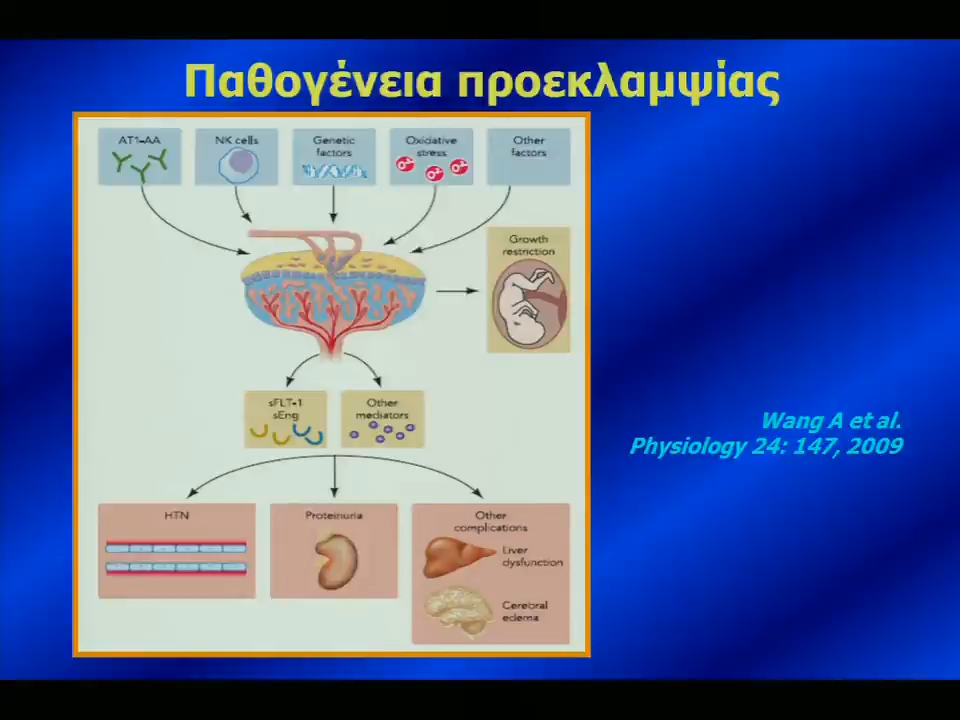 Παθογένεια προεκλαμψίας
AT1-AA
NK cells
Genetic
factors
Oxidative
stress
Other
factors
Growth
restriction
sFLT-1
sEng
Other
mediators
Wang A et al.
Physiology 24: 147, 2009
HTN
Proteinuria
Other
complications
Liver
dysfunction
Cerebral
edema